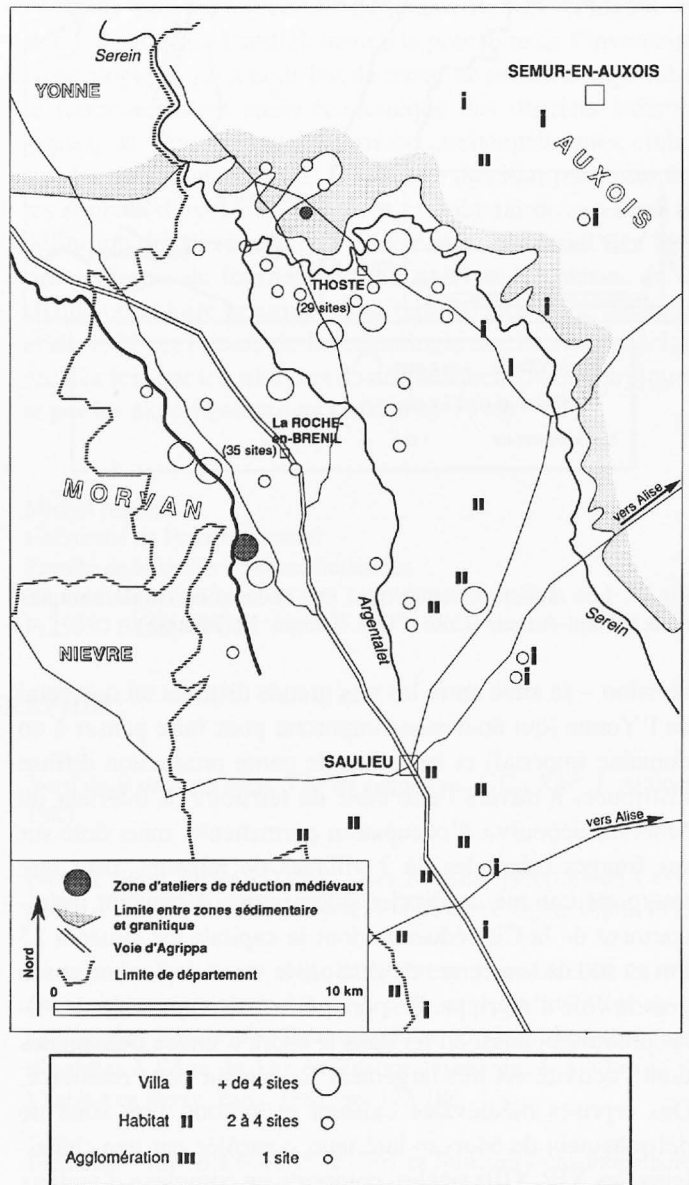 Serein
YONNE
SEMUR-EN-AUXOIS
AUXOIS
THOSTE
(29 sites)
La ROCHE-
en-BRENIL
(35 sites)
MORVAN
vers Alise
NIEVRE
Argentalet
Serein
SAULIEU
vers Alise
Zone d'ateliers de réduction médiévaux
Limite entre zones sédimentaire
et granitique
Voie d'Agrippa
Limite de département
Nord
0 10 km
Villa + de 4 sites
Habitat 2 à 4 sites
Agglomération 1 site